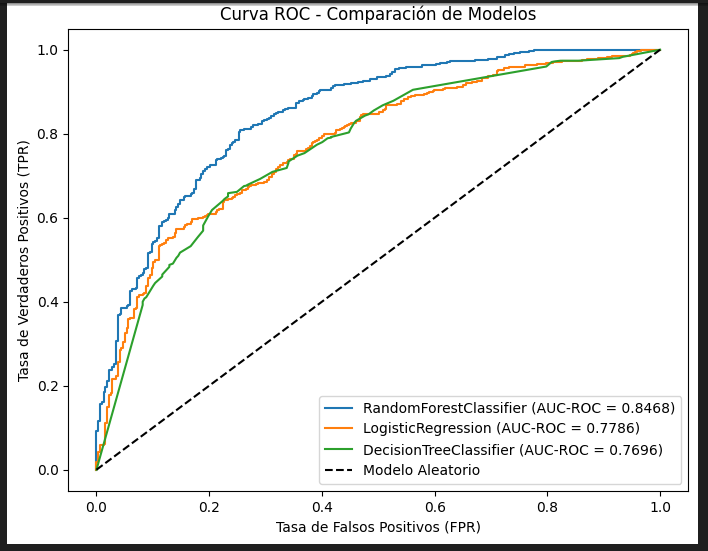 Curva ROC - Comparación de Modelos
Tasa de Verdaderos Positivos (TPR)
1.0
0.8
0.6
0.4
0.2
0.0
RandomForestClassifier (AUC-ROC = 0.8468)
LogisticRegression (AUC-ROC = 0.7786)
DecisionTreeClassifier (AUC-ROC = 0.7696)
Modelo Aleatorio
0.0 0.2 0.4 0.6 0.8 1.0
Tasa de Falsos Positivos (FPR)